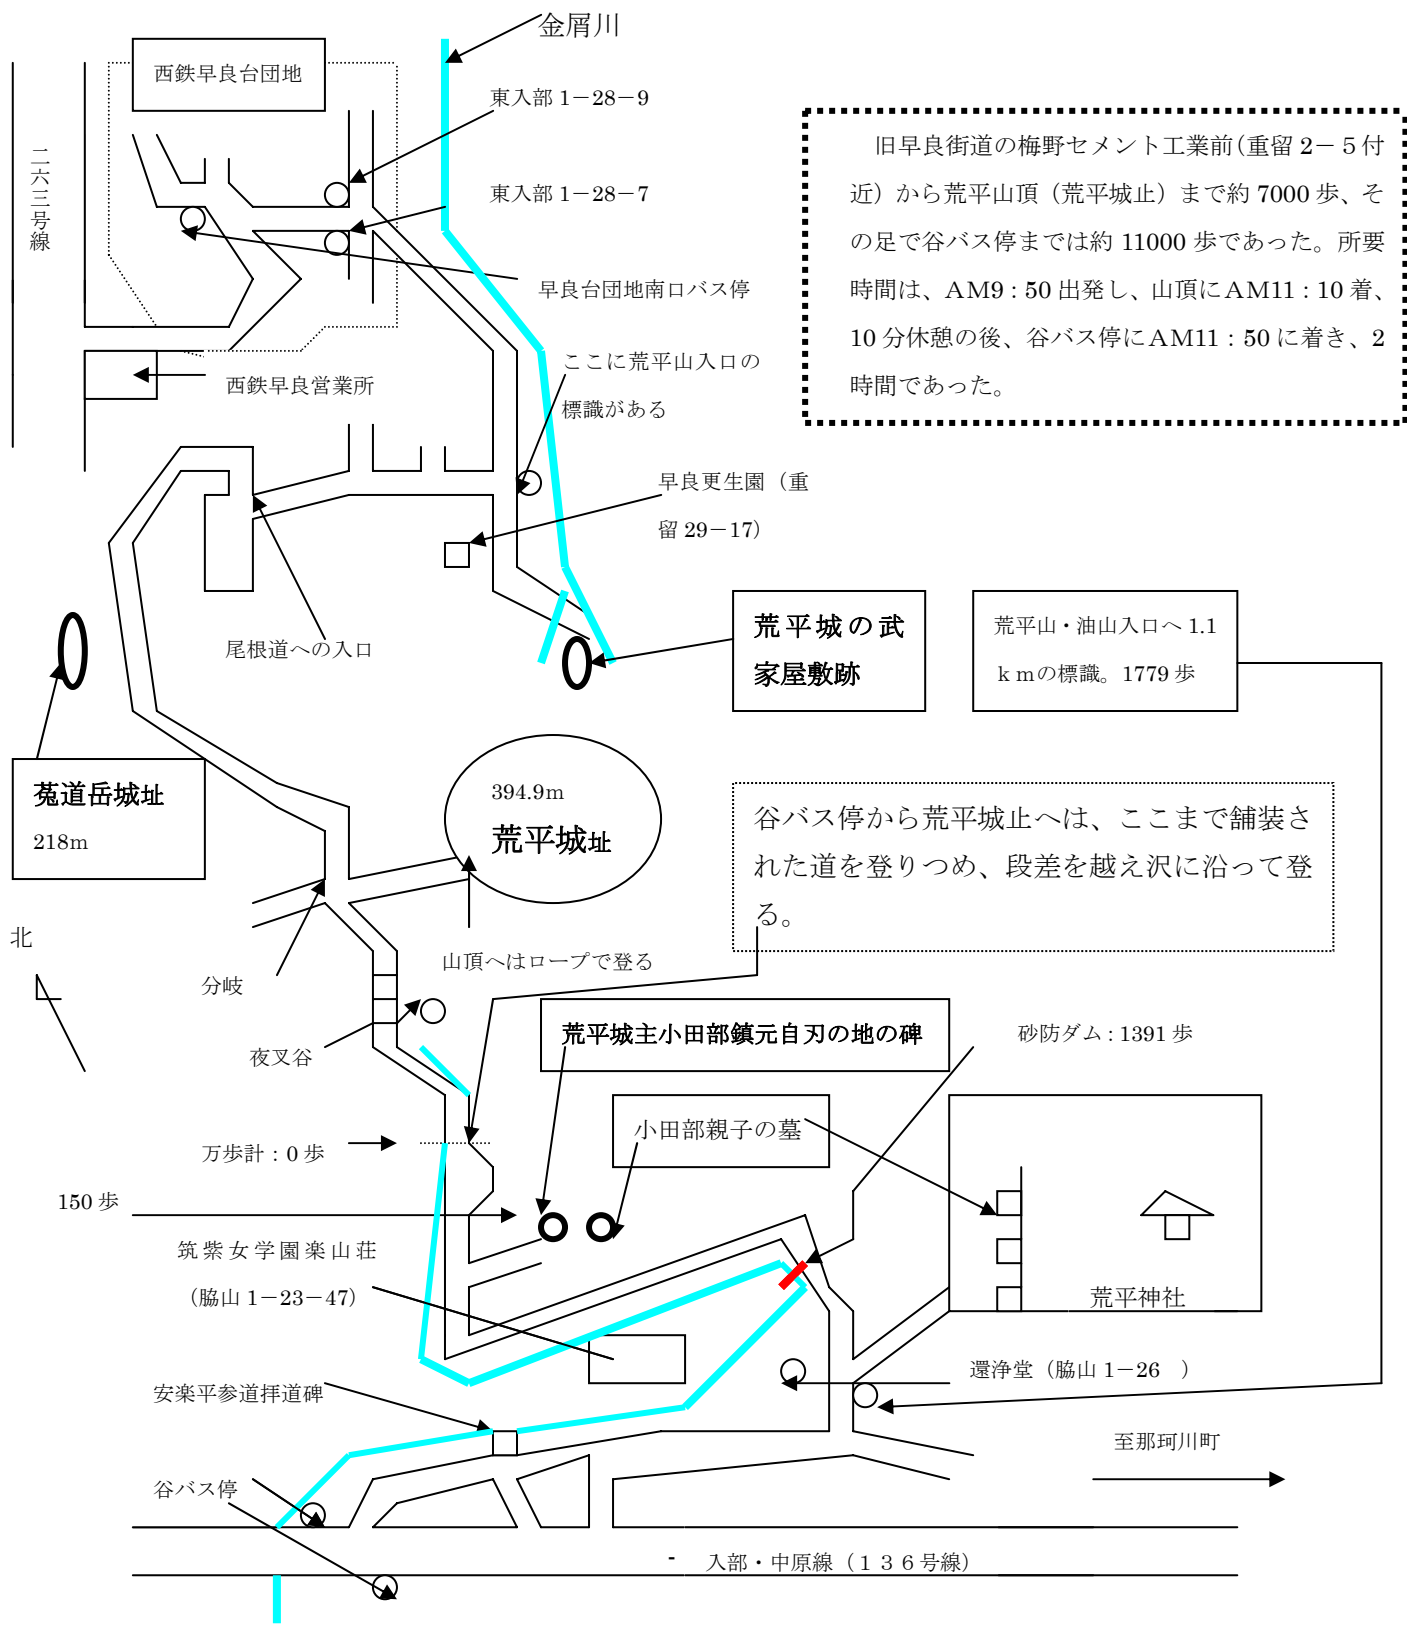 金屑川
西鉄早良台団地
東入部 1－28－9
二六三号線
旧早良街道の梅野セメント工業前（重留 2－５付
近）から荒平山頂（荒平城止）まで約 7000 歩、そ
の足で谷バス停までは約 11000 歩であった。所要
時間は、AM9：50 出発し、山頂にAM11：10 着、
10 分休憩の後、谷バス停にAM11：50 に着き、2
時間であった。
東入部 1－28－7
早良台団地南口バス停
ここに荒平山入口の
標識がある
西鉄早良営業所
早良更生園（重
留 29－17）
尾根道への入口
荒平城の武
家屋敷跡
荒平山・油山入口へ 1.1
ｋｍの標識。1779 歩
菟道岳城址
218m
394.9m
荒平城址
谷バス停から荒平城止へは、ここまで舗装さ
れた道を登りつめ、段差を越え沢に沿って登
る。
北
分岐
山頂へはロープで登る
夜叉谷
荒平城主小田部鎮元自刃の地の碑
砂防ダム：1391 歩
小田部親子の墓
万歩計：0 歩
150 歩
筑紫女学園楽山荘
（脇山 1－23－47）
荒平神社
還浄堂（脇山 1－26　）
安楽平参道拝道碑
至那珂川町
谷バス停
- 入部・中原線（１３６号線）